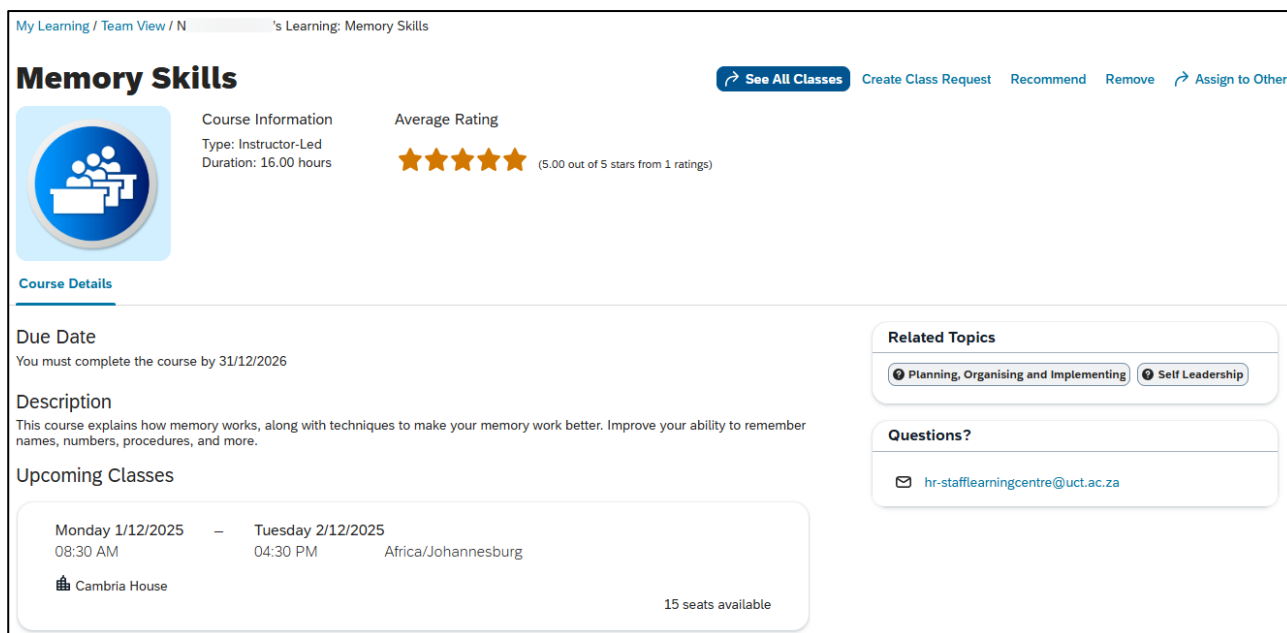 My Learning / Team View / N 's Learning: Memory Skills
Memory Skills
See All Classes Create Class Request Recommend Remove Assign to Other
Course Information
Type: Instructor-Led
Duration: 16.00 hours
Average Rating
(5.00 out of 5 stars from 1 ratings)
Course Details
Due Date
You must complete the course by 31/12/2026
Description
This course explains how memory works, along with techniques to make your memory work better. Improve your ability to remember
names, numbers, procedures, and more.
Upcoming Classes
Monday 1/12/2025 – Tuesday 2/12/2025
08:30 AM 04:30 PM Africa/Johannesburg
Cambria House
15 seats available
Related Topics
Planning, Organising and Implementing Self Leadership
Questions?
hr-stafflearningcentre@uct.ac.za